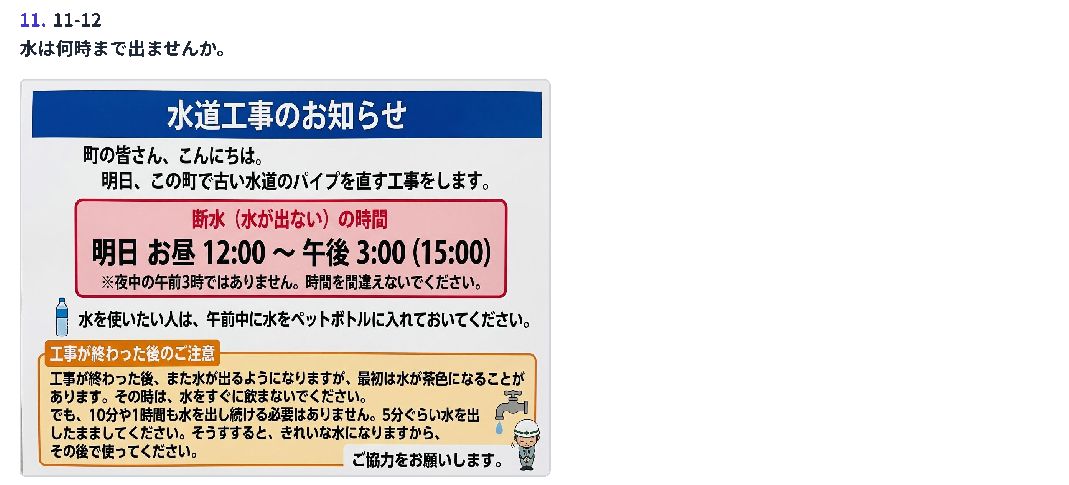 11. 11-12
水は何時まで出ませんか。
水道工事のお知らせ
町の皆さん、こんにちは。
明日、この町で古い水道のパイプを直す工事をします。
断水（水が出ない）の時間
明日 お昼 12:00 ～ 午後 3:00 (15:00)
※夜中の午前3時ではありません。時間を間違えないでください。
水を使いたい人は、午前中に水をペットボトルに入れておいてください。
工事が終わった後のご注意
工事が終わった後、また水が出るようになりますが、最初は水が茶色になることが
あります。その時は、水をすぐに飲まないでください。
でも、10分や1時間も水を出し続ける必要はありません。5分ぐらい水を出
したまましてください。そうすすると、きれいな水になりますから、
その後で使ってください。
ご協力をお願いします。